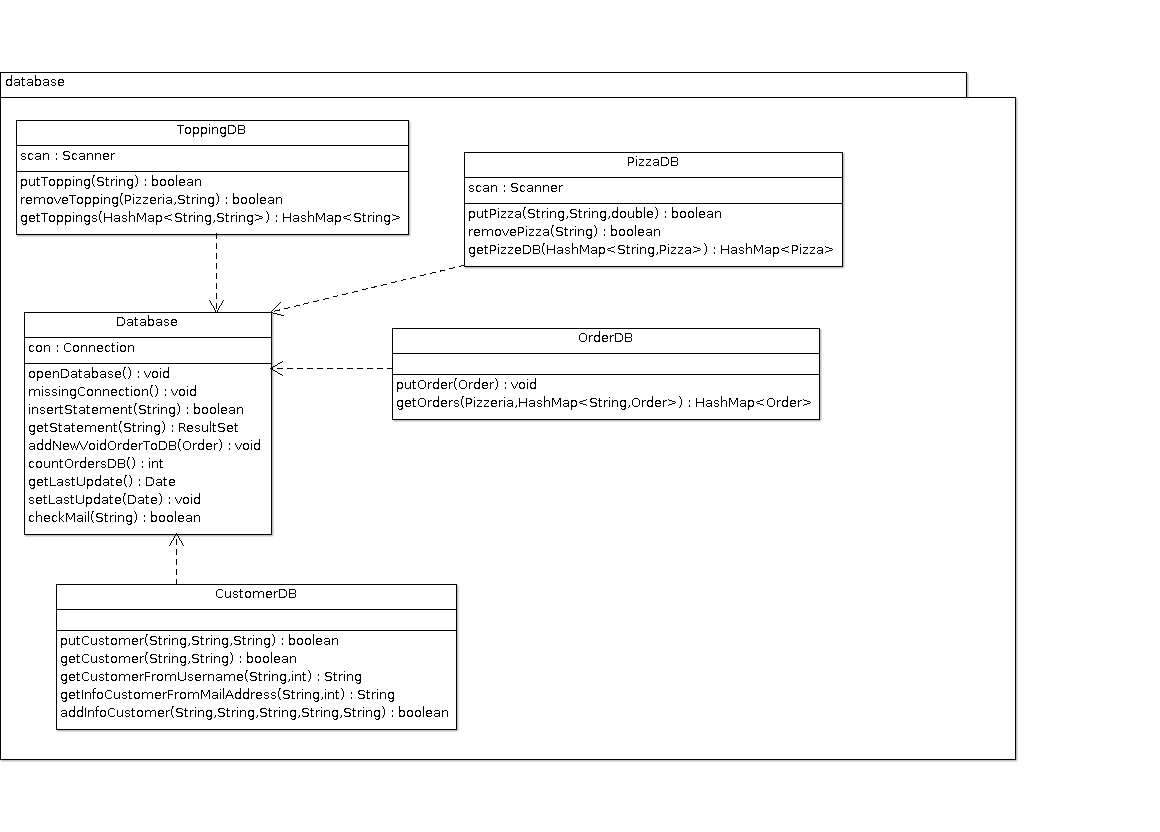 database
ToppingDB
scan : Scanner
putTopping(String) : boolean
removeTopping(Pizzeria,String) : boolean
getToppings(HashMap<String,String>) : HashMap<String>
PizzaDB
scan : Scanner
putPizza(String,String,double) : boolean
removePizza(String) : boolean
getPizzeDB(HashMap<String,Pizza>) : HashMap<Pizza>
Database
con : Connection
openDatabase() : void
missingConnection() : void
insertStatement(String) : boolean
getStatement(String) : ResultSet
addNewVoidOrderToDB(Order) : void
countOrdersDB() : int
getLastUpdate() : Date
setLastUpdate(Date) : void
checkMail(String) : boolean
OrderDB
putOrder(Order) : void
getOrders(Pizzeria,HashMap<String,Order>) : HashMap<Order>
CustomerDB
putCustomer(String,String,String) : boolean
getCustomer(String,String) : boolean
getCustomerFromUsername(String,int) : String
getInfoCustomerFromMailAddress(String,int) : String
addInfoCustomer(String,String,String,String,String) : boolean